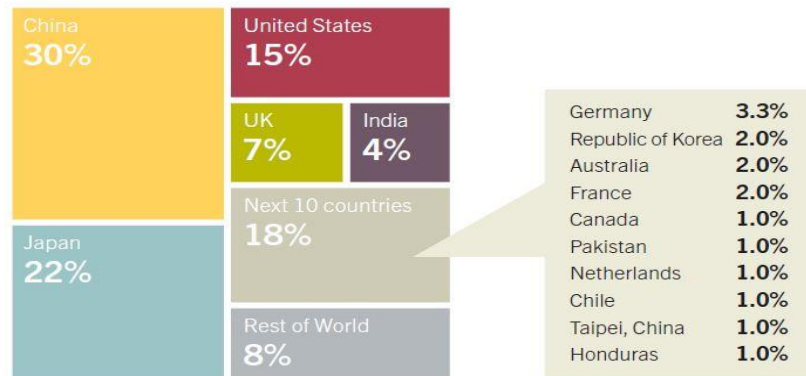 China
30%
United States
15%
UK
7%
India
4%
Next 10 countries
18%
Japan
22%
Rest of World
8%
Germany 3.3%
Republic of Korea 2.0%
Australia 2.0%
France 2.0%
Canada 1.0%
Pakistan 1.0%
Netherlands 1.0%
Chile 1.0%
Taipei, China 1.0%
Honduras 1.0%